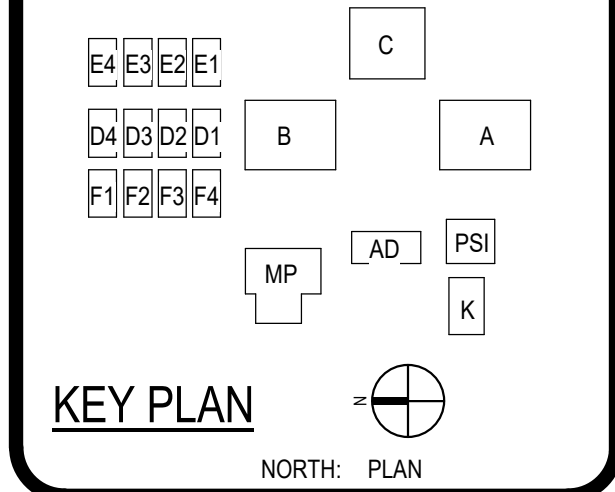 C
E4 E3 E2 E1
D4 D3 D2 D1 B A
F1 F2 F3 F4
AD PSI
MP
K
KEY PLAN N
NORTH: PLAN